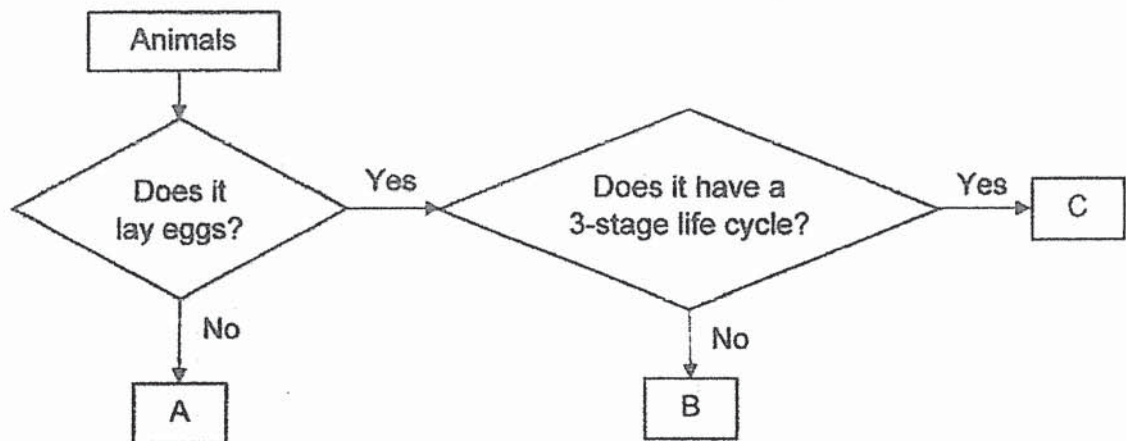 Animals
Does it
lay eggs?
Yes
Does it have a
3-stage life cycle?
Yes
C
No
A
No
B